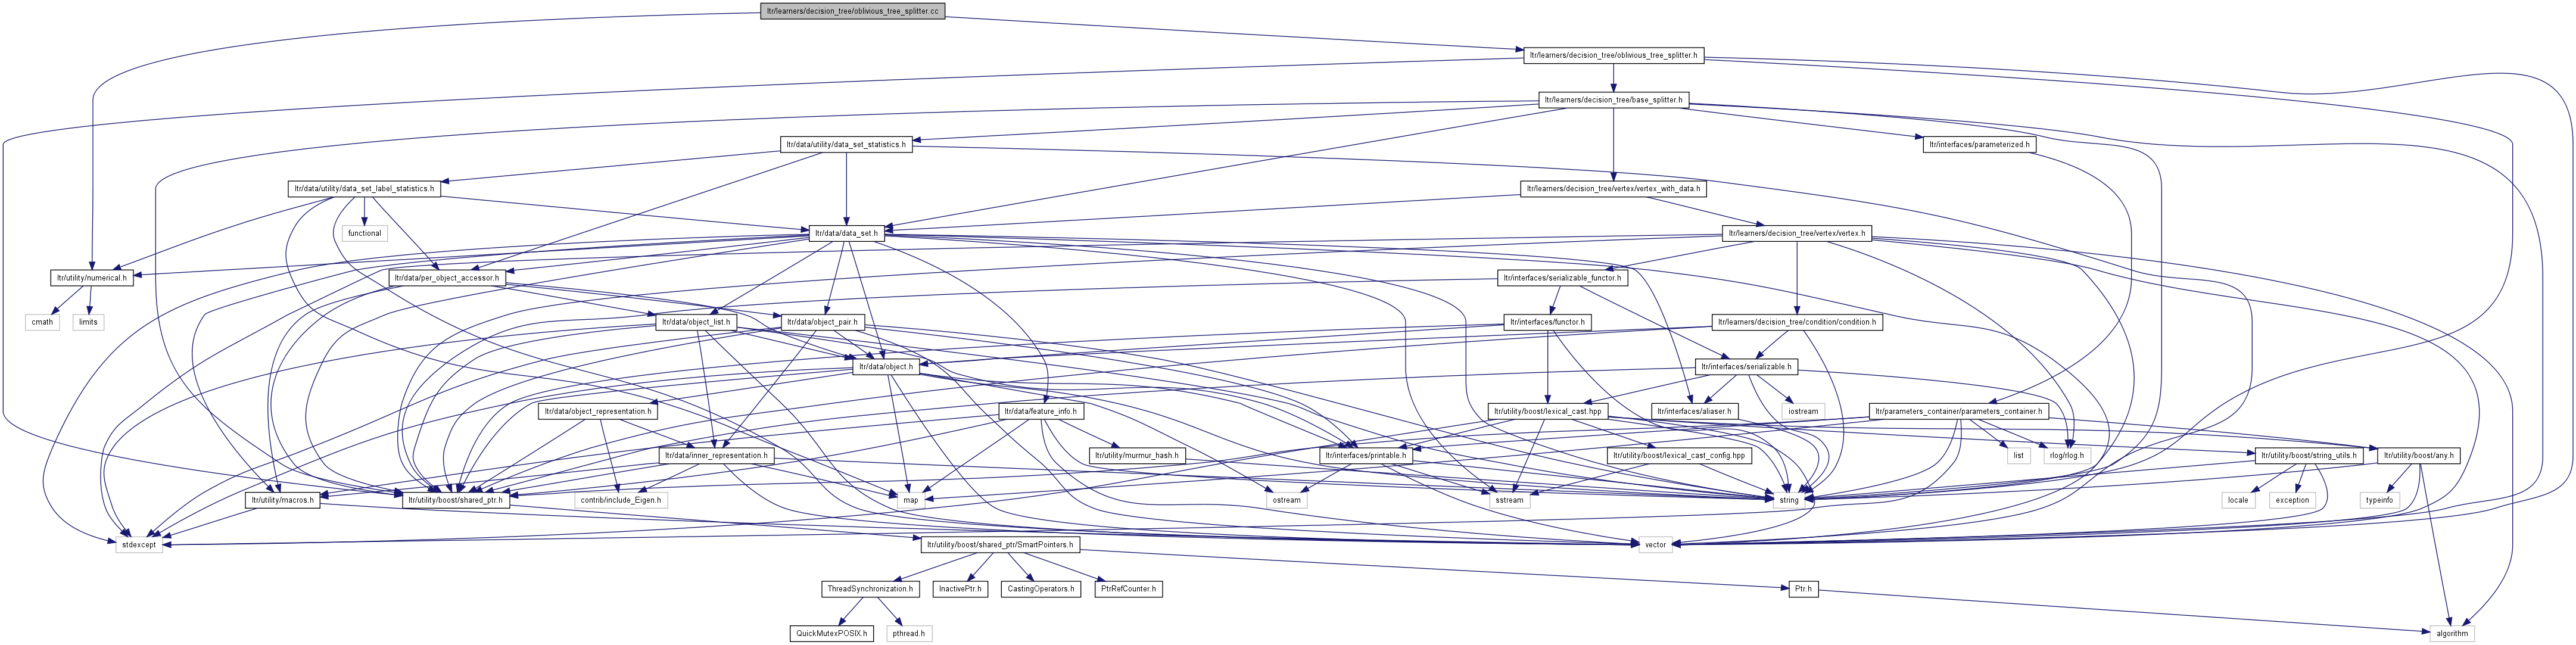 ltr/learners/decision_tree/oblivious_tree_splitter.cc
ltr/learners/decision_tree/oblivious_tree_splitter.h
ltr/learners/decision_tree/base_splitter.h
ltr/data/utility/data_set_statistics.h
ltr/interfaces/parameterized.h
ltr/data/utility/data_set_label_statistics.h
ltr/learners/decision_tree/vertex/vertex_with_data.h
functional
ltr/data/data_set.h
ltr/learners/decision_tree/vertex/vertex.h
ltr/utility/numerical.h
ltr/data/per_object_accessor.h
ltr/interfaces/serializable_functor.h
cmath
limits
ltr/data/object_list.h
ltr/data/object_pair.h
ltr/interfaces/functor.h
ltr/learners/decision_tree/condition/condition.h
ltr/data/object.h
ltr/interfaces/serializable.h
ltr/data/object_representation.h
ltr/data/feature_info.h
ltr/utility/boost/lexical_cast.hpp
ltr/interfaces/aliaser.h
iostream
ltr/parameters_container/parameters_container.h
ltr/data/inner_representation.h
ltr/utility/murmur_hash.h
ltr/interfaces/printable.h
ltr/utility/boost/lexical_cast_config.hpp
list
rlog/rlog.h
ltr/utility/boost/string_utils.h
ltr/utility/boost/any.h
ltr/utility/macros.h
ltr/utility/boost/shared_ptr.h
contrib/include_Eigen.h
map
ostream
sstream
string
locale
exception
typeinfo
stdexcept
ltr/utility/boost/shared_ptr/SmartPointers.h
vector
ThreadSynchronization.h
InactivePtr.h
CastingOperators.h
PtrRefCounter.h
Ptr.h
QuickMutexPOSIX.h
pthread.h
algorithm